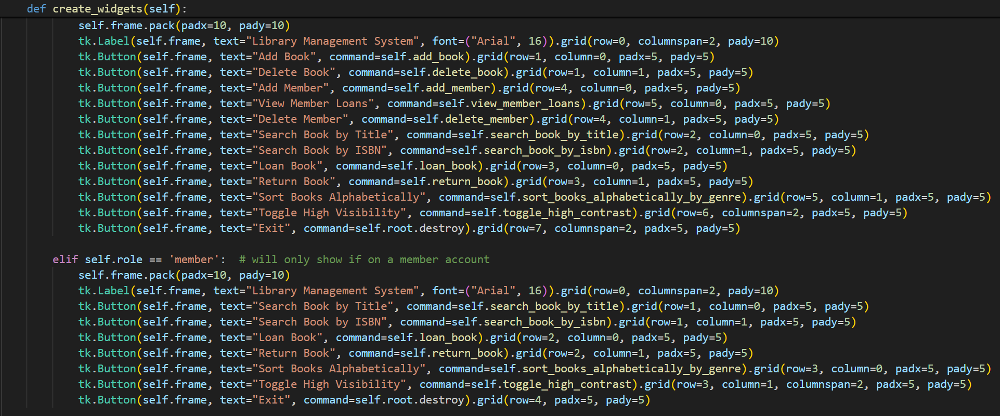 def create_widgets(self):
self.frame.pack(padx=10, pady=10)
tk.Label(self.frame, text="Library Management System", font=("Arial", 16)).grid(row=0, columnspan=2, pady=10)
tk.Button(self.frame, text="Add Book", command=self.add_book).grid(row=1, column=0, padx=5, pady=5)
tk.Button(self.frame, text="Delete Book", command=self.delete_book).grid(row=1, column=1, padx=5, pady=5)
tk.Button(self.frame, text="Add Member", command=self.add_member).grid(row=4, column=0, padx=5, pady=5)
tk.Button(self.frame, text="View Member Loans", command=self.view_member_loans).grid(row=5, column=0, padx=5, pady=5)
tk.Button(self.frame, text="Delete Member", command=self.delete_member).grid(row=4, column=1, padx=5, pady=5)
tk.Button(self.frame, text="Search Book by Title", command=self.search_book_by_title).grid(row=2, column=0, padx=5, pady=5)
tk.Button(self.frame, text="Search Book by ISBN", command=self.search_book_by_isbn).grid(row=2, column=1, padx=5, pady=5)
tk.Button(self.frame, text="Loan Book", command=self.loan_book).grid(row=3, column=0, padx=5, pady=5)
tk.Button(self.frame, text="Return Book", command=self.return_book).grid(row=3, column=1, padx=5, pady=5)
tk.Button(self.frame, text="Sort Books Alphabetically", command=self.sort_books_alphabetically_by_genre).grid(row=5, column=1, padx=5, pady=5)
tk.Button(self.frame, text="Toggle High Visibility", command=self.toggle_high_contrast).grid(row=6, columnspan=2, padx=5, pady=5)
tk.Button(self.frame, text="Exit", command=self.root.destroy).grid(row=7, columnspan=2, padx=5, pady=5)
elif self.role == 'member':  # will only show if on a member account
self.frame.pack(padx=10, pady=10)
tk.Label(self.frame, text="Library Management System", font=("Arial", 16)).grid(row=0, columnspan=2, pady=10)
tk.Button(self.frame, text="Search Book by Title", command=self.search_book_by_title).grid(row=1, column=0, padx=5, pady=5)
tk.Button(self.frame, text="Search Book by ISBN", command=self.search_book_by_isbn).grid(row=1, column=1, padx=5, pady=5)
tk.Button(self.frame, text="Loan Book", command=self.loan_book).grid(row=2, column=0, padx=5, pady=5)
tk.Button(self.frame, text="Return Book", command=self.return_book).grid(row=2, column=1, padx=5, pady=5)
tk.Button(self.frame, text="Sort Books Alphabetically", command=self.sort_books_alphabetically_by_genre).grid(row=3, column=0, padx=5, pady=5)
tk.Button(self.frame, text="Toggle High Visibility", command=self.toggle_high_contrast).grid(row=3, column=1, columnspan=2, padx=5, pady=5)
tk.Button(self.frame, text="Exit", command=self.root.destroy).grid(row=4, padx=5, pady=5)